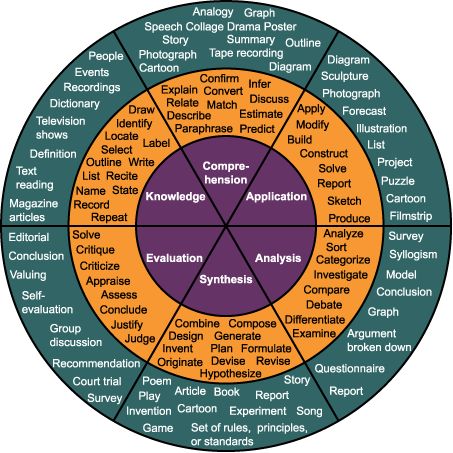 Analogy Graph
Speech Collage Drama Poster
Story Summary Outline
Photograph Tape recording
Cartoon Diagram
People
Events
Recordings
Dictionary
Television
shows
Definition
Text
reading
Magazine
articles
Diagram
Sculpture
Photograph
Forecast
Illustration
List
Project
Puzzle
Cartoon
Filmstrip
Confirm
Explain Convert Infer
Relate Match Discuss
Describe Estimate
Paraphrase Predict
Draw
Identify
Locate Label
Select
Outline Write
List Recite
Name State
Record
Repeat
Apply
Modify
Build
Construct
Solve
Report
Sketch
Produce
Compre-
hension
Knowledge
Application
Evaluation
Analysis
Synthesis
Solve
Critique
Criticize
Appraise
Assess
Conclude
Justify
Judge
Analyze
Sort
Categorize
Investigate
Compare
Debate
Differentiate
Examine
Combine Compose
Design Generate
Invent Plan Formulate
Originate Devise Revise
Hypothesize
Editorial
Conclusion
Valuing
Self-
evaluation
Group
discussion
Recommendation
Court trial
Survey
Survey
Syllogism
Model
Conclusion
Graph
Argument
broken down
Questionnaire
Report
Poem Article Book Story
Play Report
Invention Cartoon Experiment Song
Game Set of rules, principles,
or standards